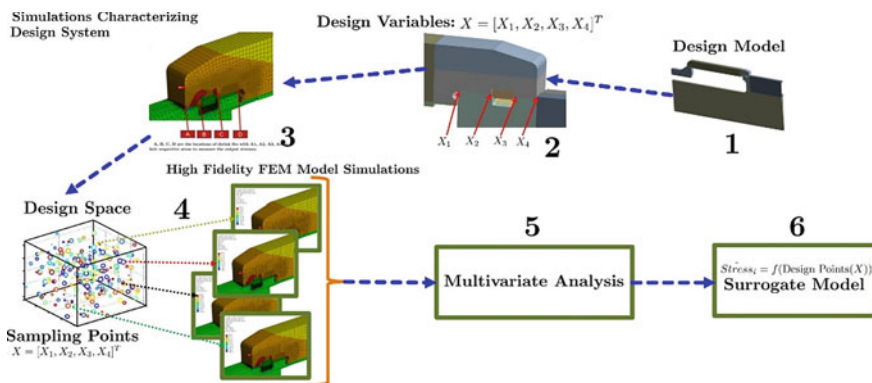 Simulations Characterizing
Design System
Design Variables: X = [X₁, X₂, X₃, X₄]ᵀ
Design Model
A B C D
3
X₁ X₂ X₃ X₄
2
1
High Fidelity FEM Model Simulations
Design Space
4
5
6
Multivariate Analysis
Stressᵢ = f(Design Points(X))
Surrogate Model
Sampling Points
X = [X₁, X₂, X₃, X₄]ᵀ